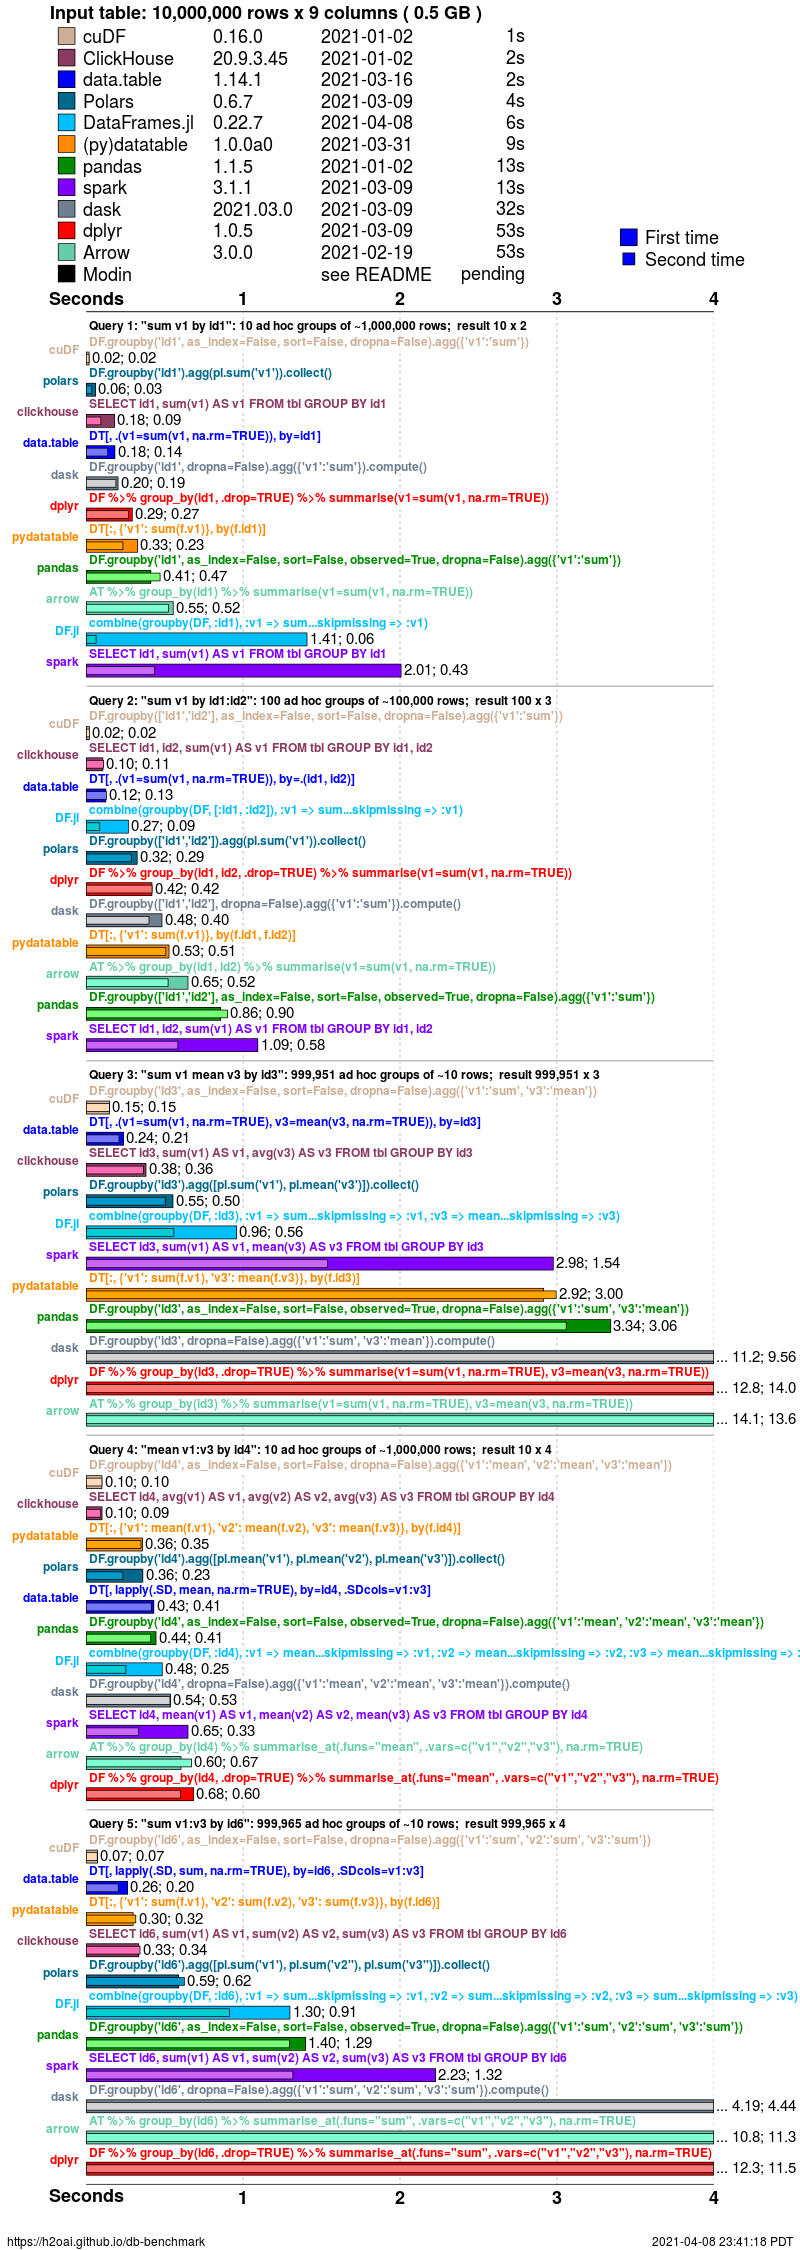 Input table: 10,000,000 rows x 9 columns ( 0.5 GB )
cuDF 0.16.0 2021-01-02 1s
ClickHouse 20.9.3.45 2021-01-02 2s
data.table 1.14.1 2021-03-16 2s
Polars 0.6.7 2021-03-09 4s
DataFrames.jl 0.22.7 2021-04-08 6s
(py)datatable 1.0.0a0 2021-03-31 9s
pandas 1.1.5 2021-01-02 13s
spark 3.1.1 2021-03-09 13s
dask 2021.03.0 2021-03-09 32s
dplyr 1.0.5 2021-03-09 53s
Arrow 3.0.0 2021-02-19 53s
Modin see README pending
First time
Second time
Seconds 1 2 3 4
Query 1: "sum v1 by id1": 10 ad hoc groups of ~1,000,000 rows; result 10 x 2
DF.groupby('id1', as_index=False, sort=False, dropna=False).agg({'v1':'sum'})
cuDF 0.02; 0.02
DF.groupby('id1').agg(pl.sum('v1')).collect()
polars 0.06; 0.03
SELECT id1, sum(v1) AS v1 FROM tbl GROUP BY id1
clickhouse 0.18; 0.09
DT[, .(v1=sum(v1, na.rm=TRUE)), by=id1]
data.table 0.18; 0.14
DF.groupby('id1', dropna=False).agg({'v1':'sum'}).compute()
dask 0.20; 0.19
DF %>% group_by(id1, .drop=TRUE) %>% summarise(v1=sum(v1, na.rm=TRUE))
dplyr 0.29; 0.27
DT[:, {'v1': sum(f.v1)}, by(f.id1)]
pydatatable 0.33; 0.23
DF.groupby('id1', as_index=False, sort=False, observed=True, dropna=False).agg({'v1':'sum'})
pandas 0.41; 0.47
AT %>% group_by(id1) %>% summarise(v1=sum(v1, na.rm=TRUE))
arrow 0.55; 0.52
combine(groupby(DF, :id1), :v1 => sum...skipmissing => :v1)
DF.jl 1.41; 0.06
SELECT id1, sum(v1) AS v1 FROM tbl GROUP BY id1
spark 2.01; 0.43
Query 2: "sum v1 by id1:id2": 100 ad hoc groups of ~100,000 rows; result 100 x 3
DF.groupby(['id1','id2'], as_index=False, sort=False, dropna=False).agg({'v1':'sum'})
cuDF 0.02; 0.02
SELECT id1, id2, sum(v1) AS v1 FROM tbl GROUP BY id1, id2
clickhouse 0.10; 0.11
DT[, .(v1=sum(v1, na.rm=TRUE)), by=.(id1, id2)]
data.table 0.12; 0.13
combine(groupby(DF, [:id1, :id2]), :v1 => sum...skipmissing => :v1)
DF.jl 0.27; 0.09
DF.groupby(['id1','id2']).agg(pl.sum('v1')).collect()
polars 0.32; 0.29
DF %>% group_by(id1, id2, .drop=TRUE) %>% summarise(v1=sum(v1, na.rm=TRUE))
dplyr 0.42; 0.42
DF.groupby(['id1','id2'], dropna=False).agg({'v1':'sum'}).compute()
dask 0.48; 0.40
DT[:, {'v1': sum(f.v1)}, by(f.id1, f.id2)]
pydatatable 0.53; 0.51
AT %>% group_by(id1, id2) %>% summarise(v1=sum(v1, na.rm=TRUE))
arrow 0.65; 0.52
DF.groupby(['id1','id2'], as_index=False, sort=False, observed=True, dropna=False).agg({'v1':'sum'})
pandas 0.86; 0.90
SELECT id1, id2, sum(v1) AS v1 FROM tbl GROUP BY id1, id2
spark 1.09; 0.58
Query 3: "sum v1 mean v3 by id3": 999,951 ad hoc groups of ~10 rows; result 999,951 x 3
DF.groupby('id3', as_index=False, sort=False, dropna=False).agg({'v1':'sum', 'v3':'mean'})
cuDF 0.15; 0.15
DT[, .(v1=sum(v1, na.rm=TRUE), v3=mean(v3, na.rm=TRUE)), by=id3]
data.table 0.24; 0.21
SELECT id3, sum(v1) AS v1, avg(v3) AS v3 FROM tbl GROUP BY id3
clickhouse 0.38; 0.36
DF.groupby('id3').agg([pl.sum('v1'), pl.mean('v3')]).collect()
polars 0.55; 0.50
combine(groupby(DF, :id3), :v1 => sum...skipmissing => :v1, :v3 => mean...skipmissing => :v3)
DF.jl 0.96; 0.56
SELECT id3, sum(v1) AS v1, mean(v3) AS v3 FROM tbl GROUP BY id3
spark 2.98; 1.54
DT[:, {'v1': sum(f.v1), 'v3': mean(f.v3)}, by(f.id3)]
pydatatable 2.92; 3.00
DF.groupby('id3', as_index=False, sort=False, observed=True, dropna=False).agg({'v1':'sum', 'v3':'mean'})
pandas 3.34; 3.06
DF.groupby('id3', dropna=False).agg({'v1':'sum', 'v3':'mean'}).compute()
dask ... 11.2; 9.56
DF %>% group_by(id3, .drop=TRUE) %>% summarise(v1=sum(v1, na.rm=TRUE), v3=mean(v3, na.rm=TRUE))
dplyr ... 12.8; 14.0
AT %>% group_by(id3) %>% summarise(v1=sum(v1, na.rm=TRUE), v3=mean(v3, na.rm=TRUE))
arrow ... 14.1; 13.6
Query 4: "mean v1:v3 by id4": 10 ad hoc groups of ~1,000,000 rows; result 10 x 4
DF.groupby('id4', as_index=False, sort=False, dropna=False).agg({'v1':'mean', 'v2':'mean', 'v3':'mean'})
cuDF 0.10; 0.10
SELECT id4, avg(v1) AS v1, avg(v2) AS v2, avg(v3) AS v3 FROM tbl GROUP BY id4
clickhouse 0.10; 0.09
DT[:, {'v1': mean(f.v1), 'v2': mean(f.v2), 'v3': mean(f.v3)}, by(f.id4)]
pydatatable 0.36; 0.35
DF.groupby('id4').agg([pl.mean('v1'), pl.mean('v2'), pl.mean('v3')]).collect()
polars 0.36; 0.23
DT[, lapply(.SD, mean, na.rm=TRUE), by=id4, .SDcols=v1:v3]
data.table 0.43; 0.41
DF.groupby('id4', as_index=False, sort=False, observed=True, dropna=False).agg({'v1':'mean', 'v2':'mean', 'v3':'mean'})
pandas 0.44; 0.41
combine(groupby(DF, :id4), :v1 => mean...skipmissing => :v1, :v2 => mean...skipmissing => :v2, :v3 => mean...skipmissing => :
DF.jl 0.48; 0.25
DF.groupby('id4', dropna=False).agg({'v1':'mean', 'v2':'mean', 'v3':'mean'}).compute()
dask 0.54; 0.53
SELECT id4, mean(v1) AS v1, mean(v2) AS v2, mean(v3) AS v3 FROM tbl GROUP BY id4
spark 0.65; 0.33
AT %>% group_by(id4) %>% summarise_at(.funs="mean", .vars=c("v1","v2","v3"), na.rm=TRUE)
arrow 0.60; 0.67
DF %>% group_by(id4, .drop=TRUE) %>% summarise_at(.funs="mean", .vars=c("v1","v2","v3"), na.rm=TRUE)
dplyr 0.68; 0.60
Query 5: "sum v1:v3 by id6": 999,965 ad hoc groups of ~10 rows; result 999,965 x 4
DF.groupby('id6', as_index=False, sort=False, dropna=False).agg({'v1':'sum', 'v2':'sum', 'v3':'sum'})
cuDF 0.07; 0.07
DT[, lapply(.SD, sum, na.rm=TRUE), by=id6, .SDcols=v1:v3]
data.table 0.26; 0.20
DT[:, {'v1': sum(f.v1), 'v2': sum(f.v2), 'v3': sum(f.v3)}, by(f.id6)]
pydatatable 0.30; 0.32
SELECT id6, sum(v1) AS v1, sum(v2) AS v2, sum(v3) AS v3 FROM tbl GROUP BY id6
clickhouse 0.33; 0.34
DF.groupby('id6').agg([pl.sum('v1'), pl.sum('v2"), pl.sum('v3")]).collect()
polars 0.59; 0.62
combine(groupby(DF, :id6), :v1 => sum...skipmissing => :v1, :v2 => sum...skipmissing => :v2, :v3 => sum...skipmissing => :v3)
DF.jl 1.30; 0.91
DF.groupby('id6', as_index=False, sort=False, observed=True, dropna=False).agg({'v1':'sum', 'v2':'sum', 'v3':'sum'})
pandas 1.40; 1.29
SELECT id6, sum(v1) AS v1, sum(v2) AS v2, sum(v3) AS v3 FROM tbl GROUP BY id6
spark 2.23; 1.32
DF.groupby('id6', dropna=False).agg({'v1':'sum', 'v2':'sum', 'v3':'sum'}).compute()
dask ... 4.19; 4.44
AT %>% group_by(id6) %>% summarise_at(.funs="sum", .vars=c("v1","v2","v3"), na.rm=TRUE)
arrow ... 10.8; 11.3
DF %>% group_by(id6, .drop=TRUE) %>% summarise_at(.funs="sum", .vars=c("v1","v2","v3"), na.rm=TRUE)
dplyr ... 12.3; 11.5
Seconds 1 2 3 4
https://h2oai.github.io/db-benchmark 2021-04-08 23:41:18 PDT